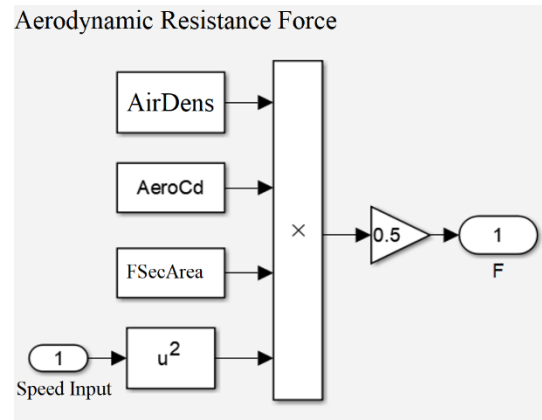 Aerodynamic Resistance Force
AirDens
AeroCd
FSecArea
1
Speed Input
u²
×
0.5
1
F